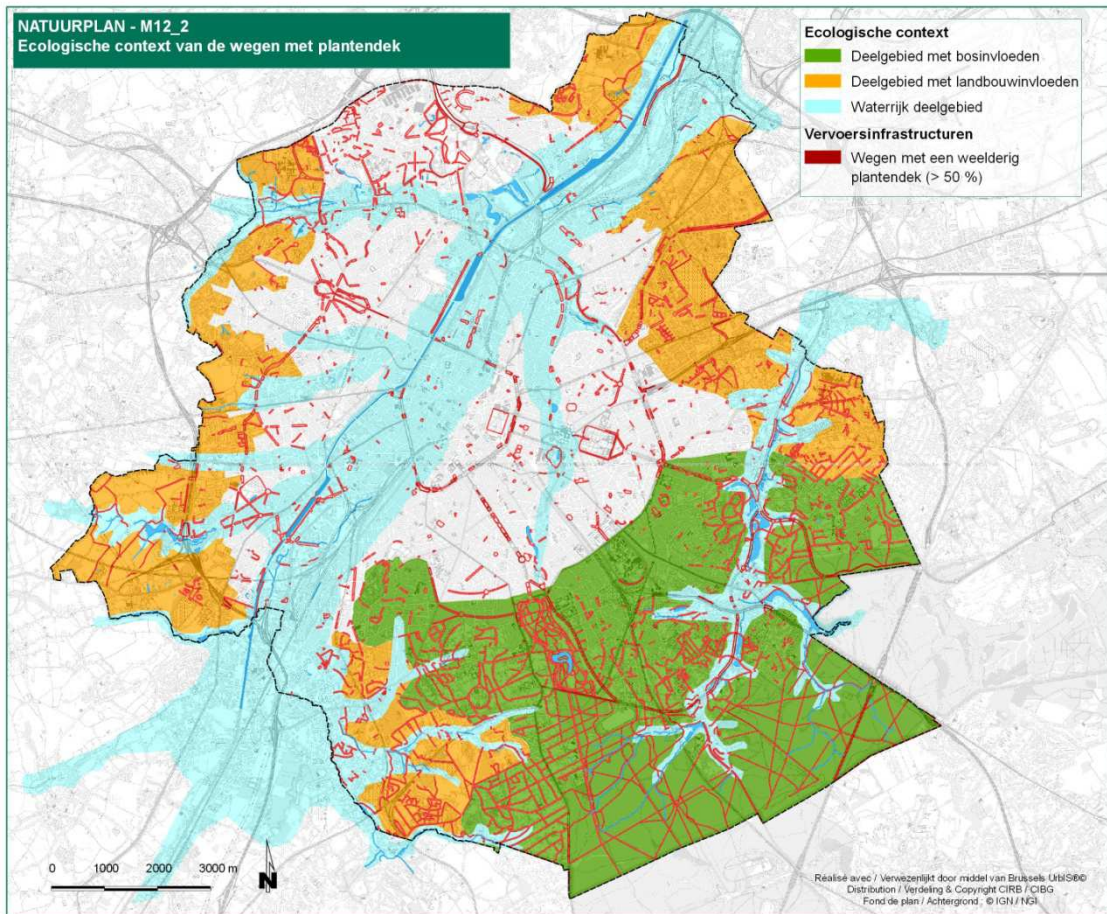 NATUURPLAN - M12_2
Ecologische context van de wegen met plantendek
Ecologische context
Deelgebied met bosinvloeden
Deelgebied met landbouwinvloeden
Waterrijk deelgebied
Vervoersinfrastructuren
Wegen met een weelderig
plantendek (> 50 %)
0 1000 2000 3000 m
N
Réalisé avec / Verwezenlijkt door middel van Brussels UrbIS®©
Distribution / Verdeling & Copyright CIRB / CIBG
Fond de plan / Achtergrond : © IGN / NGI